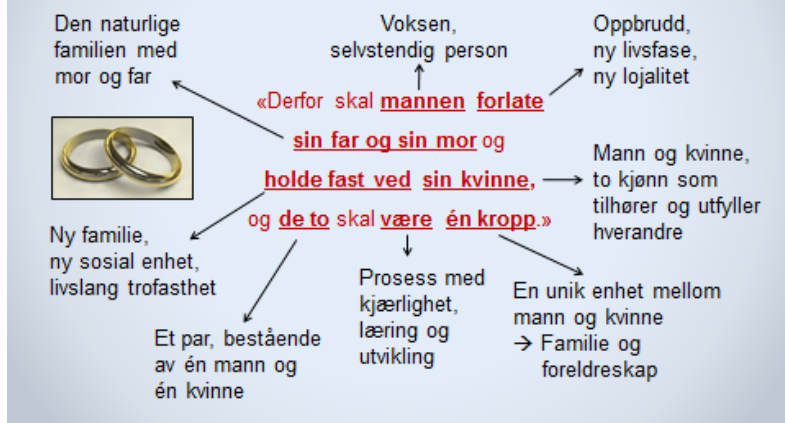 Den naturlige
familien med
mor og far
Voksen,
selvstendig person
Oppbrudd,
ny livsfase,
ny lojalitet
«Derfor skal mannen forlate
sin far og sin mor og
holde fast ved sin kvinne,
og de to skal være én kropp.»
Mann og kvinne,
to kjønn som
tilhører og utfyller
hverandre
Ny familie,
ny sosial enhet,
livslang trofasthet
Prosess med
kjærlighet,
læring og
utvikling
En unik enhet mellom
mann og kvinne
→ Familie og
foreldreskap
Et par, bestående
av én mann og
én kvinne